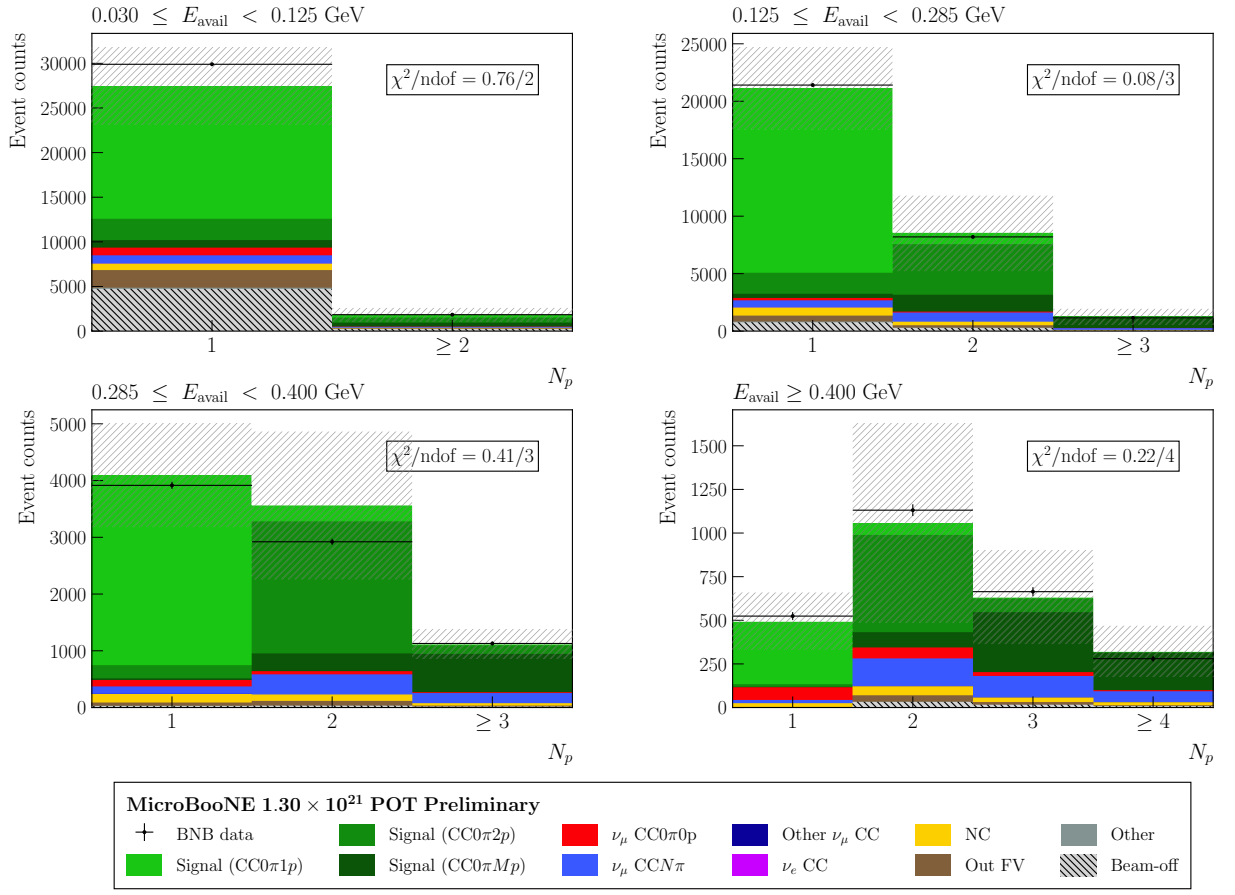 0.030 ≤ E_avail < 0.125 GeV
Event counts
30000
25000
20000
15000
10000
5000
0
χ²/ndof = 0.76/2
1
≥ 2
N_p
0.125 ≤ E_avail < 0.285 GeV
Event counts
25000
20000
15000
10000
5000
0
χ²/ndof = 0.08/3
1
2
≥ 3
N_p
0.285 ≤ E_avail < 0.400 GeV
Event counts
5000
4000
3000
2000
1000
0
χ²/ndof = 0.41/3
1
2
≥ 3
N_p
E_avail ≥ 0.400 GeV
Event counts
1500
1250
1000
750
500
250
0
χ²/ndof = 0.22/4
1
2
3
≥ 4
N_p
MicroBooNE 1.30 × 10²¹ POT Preliminary
BNB data
Signal (CC0π1p)
Signal (CC0π2p)
Signal (CC0πMp)
ν_μ CC0π0p
ν_μ CCNπ
Other ν_μ CC
ν_e CC
NC
Out FV
Other
Beam-off